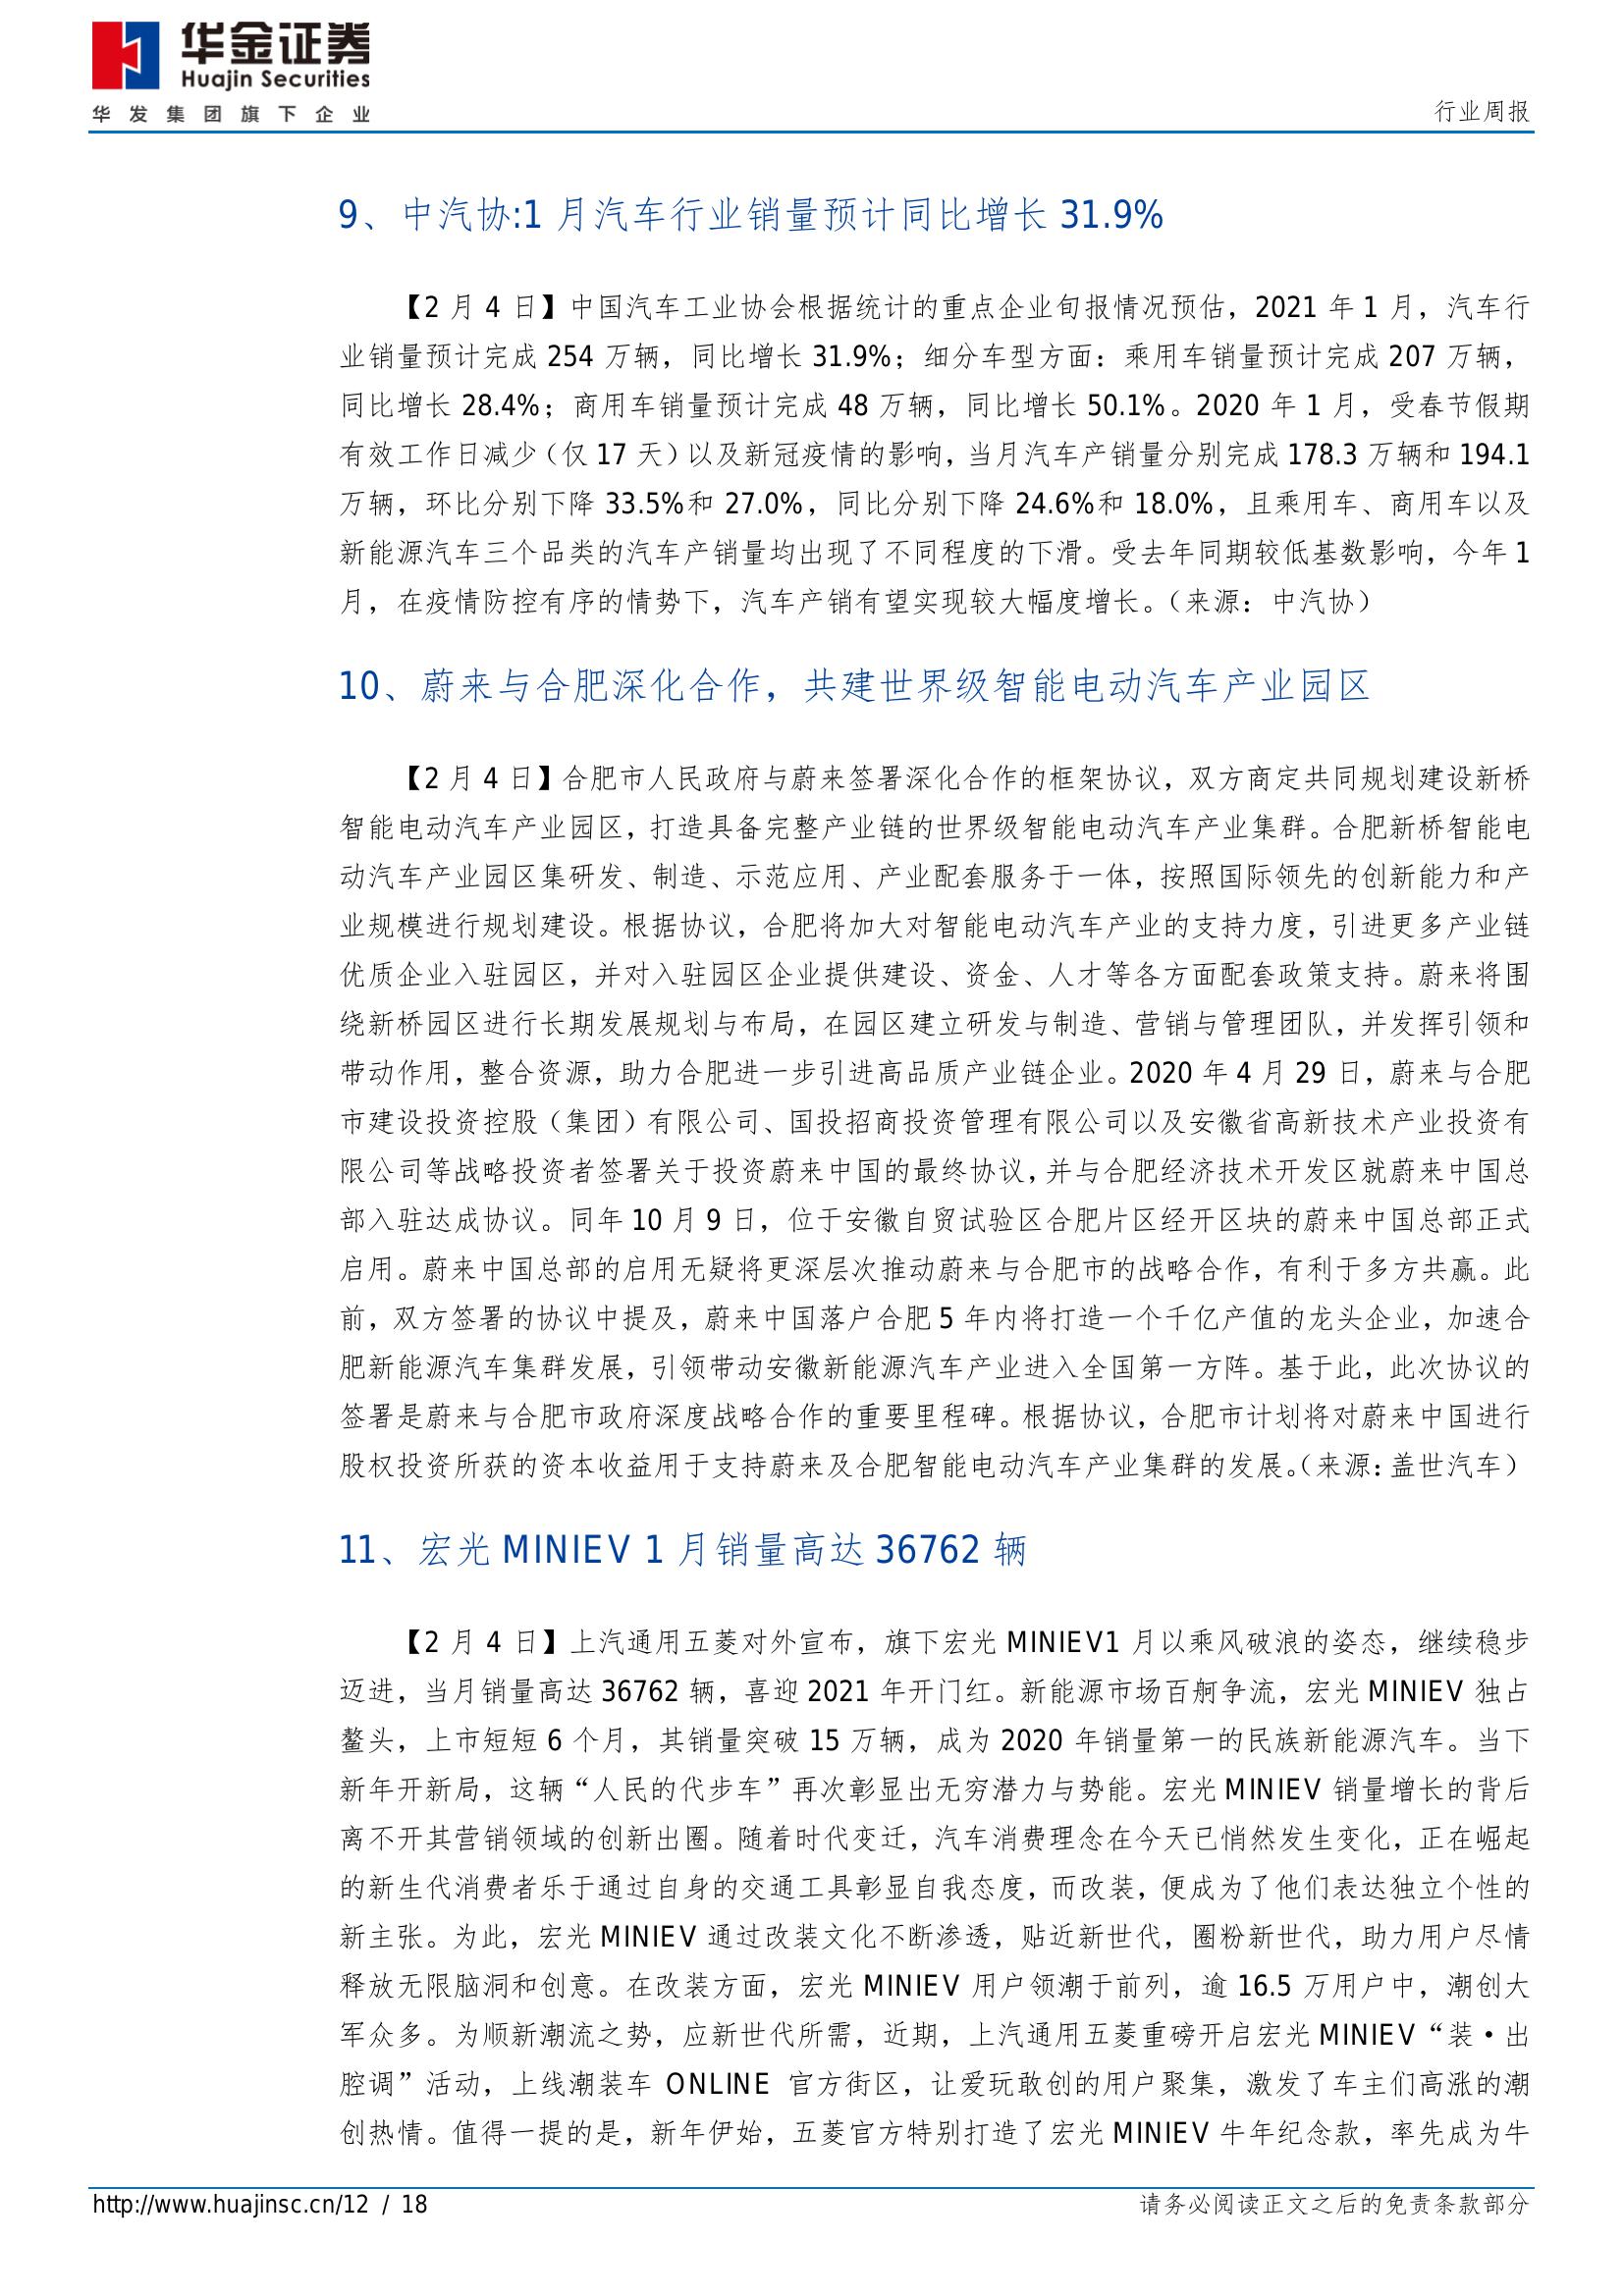 华金证券
Huajin Securities
华发集团旗下企业
行业周报
9、中汽协:1 月汽车行业销量预计同比增长 31.9%
【2 月 4 日】中国汽车工业协会根据统计的重点企业旬报情况预估，2021 年 1 月，汽车行
业销量预计完成 254 万辆，同比增长 31.9%；细分车型方面：乘用车销量预计完成 207 万辆，
同比增长 28.4%；商用车销量预计完成 48 万辆，同比增长 50.1%。2020 年 1 月，受春节假期
有效工作日减少（仅 17 天）以及新冠疫情的影响，当月汽车产销量分别完成 178.3 万辆和 194.1
万辆，环比分别下降 33.5%和 27.0%，同比分别下降 24.6%和 18.0%，且乘用车、商用车以及
新能源汽车三个品类的汽车产销量均出现了不同程度的下滑。受去年同期较低基数影响，今年 1
月，在疫情防控有序的情势下，汽车产销有望实现较大幅度增长。（来源：中汽协）
10、蔚来与合肥深化合作，共建世界级智能电动汽车产业园区
【2 月 4 日】合肥市人民政府与蔚来签署深化合作的框架协议，双方商定共同规划建设新桥
智能电动汽车产业园区，打造具备完整产业链的世界级智能电动汽车产业集群。合肥新桥智能电
动汽车产业园区集研发、制造、示范应用、产业配套服务于一体，按照国际领先的创新能力和产
业规模进行规划建设。根据协议，合肥将加大对智能电动汽车产业的支持力度，引进更多产业链
优质企业入驻园区，并对入驻园区企业提供建设、资金、人才等各方面配套政策支持。蔚来将围
绕新桥园区进行长期发展规划与布局，在园区建立研发与制造、营销与管理团队，并发挥引领和
带动作用，整合资源，助力合肥进一步引进高品质产业链企业。2020 年 4 月 29 日，蔚来与合肥
市建设投资控股（集团）有限公司、国投招商投资管理有限公司以及安徽省高新技术产业投资有
限公司等战略投资者签署关于投资蔚来中国的最终协议，并与合肥经济技术开发区就蔚来中国总
部入驻达成协议。同年 10 月 9 日，位于安徽自贸试验区合肥片区经开区块的蔚来中国总部正式
启用。蔚来中国总部的启用无疑将更深层次推动蔚来与合肥市的战略合作，有利于多方共赢。此
前，双方签署的协议中提及，蔚来中国落户合肥 5 年内将打造一个千亿产值的龙头企业，加速合
肥新能源汽车集群发展，引领带动安徽新能源汽车产业进入全国第一方阵。基于此，此次协议的
签署是蔚来与合肥市政府深度战略合作的重要里程碑。根据协议，合肥市计划将对蔚来中国进行
股权投资所获的资本收益用于支持蔚来及合肥智能电动汽车产业集群的发展。（来源：盖世汽车）
11、宏光 MINIEV 1 月销量高达 36762 辆
【2 月 4 日】上汽通用五菱对外宣布，旗下宏光 MINIEV1 月以乘风破浪的姿态，继续稳步
迈进，当月销量高达 36762 辆，喜迎 2021 年开门红。新能源市场百舸争流，宏光 MINIEV 独占
鳌头，上市短短 6 个月，其销量突破 15 万辆，成为 2020 年销量第一的民族新能源汽车。当下
新年开新局，这辆“人民的代步车”再次彰显出无穷潜力与势能。宏光 MINIEV 销量增长的背后
离不开其营销领域的创新出圈。随着时代变迁，汽车消费理念在今天已悄然发生变化，正在崛起
的新生代消费者乐于通过自身的交通工具彰显自我态度，而改装，便成为了他们表达独立个性的
新主张。为此，宏光 MINIEV 通过改装文化不断渗透，贴近新世代，圈粉新世代，助力用户尽情
释放无限脑洞和创意。在改装方面，宏光 MINIEV 用户领潮于前列，逾 16.5 万用户中，潮创大
军众多。为顺新潮流之势，应新世代所需，近期，上汽通用五菱重磅开启宏光 MINIEV“装·出
腔调”活动，上线潮装车 ONLINE 官方街区，让爱玩敢创的用户聚集，激发了车主们高涨的潮
创热情。值得一提的是，新年伊始，五菱官方特别打造了宏光 MINIEV 牛年纪念款，率先成为牛
http://www.huajinsc.cn/12 / 18
请务必阅读正文之后的免责条款部分